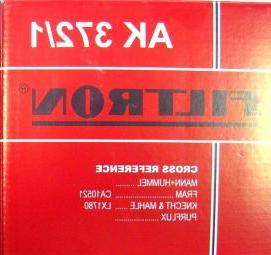 AK 372/1
FILTRON®
CROSS REFERENCE
MANN+HUMMEL ..........
FRAM .................. CA10521
KNECHT & MAHLE ..... LX1780
PURFLUX ...............